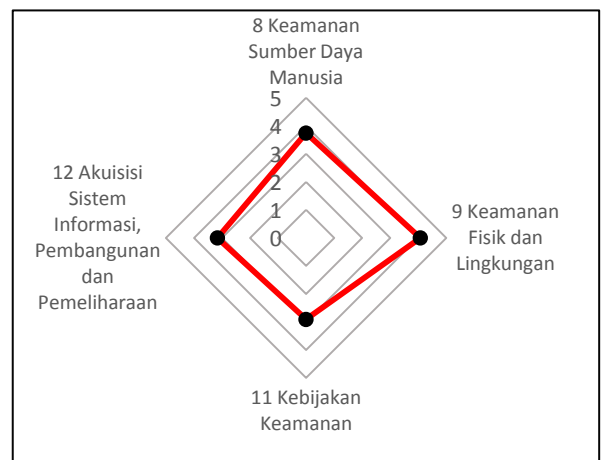 8 Keamanan
Sumber Daya
Manusia
5
4
3
2
1
0
12 Akuisisi
Sistem
Informasi,
Pembangunan
dan
Pemeliharaan
9 Keamanan
Fisik dan
Lingkungan
11 Kebijakan
Keamanan